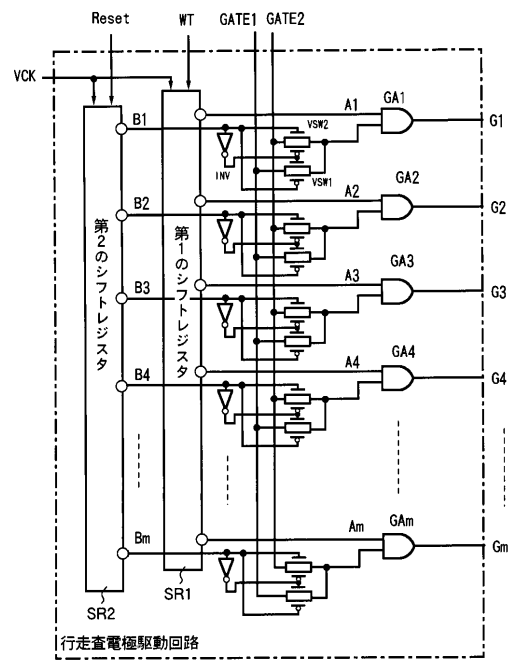 Reset WT GATE1 GATE2
VCK
B1 A1 GA1 G1
VSW2
INV VSW1
B2 A2 GA2 G2
第2のシフトレジスタ
第1のシフトレジスタ
B3 A3 GA3 G3
B4 A4 GA4 G4
Bm Am GAm Gm
SR2 SR1
行走査電極駆動回路